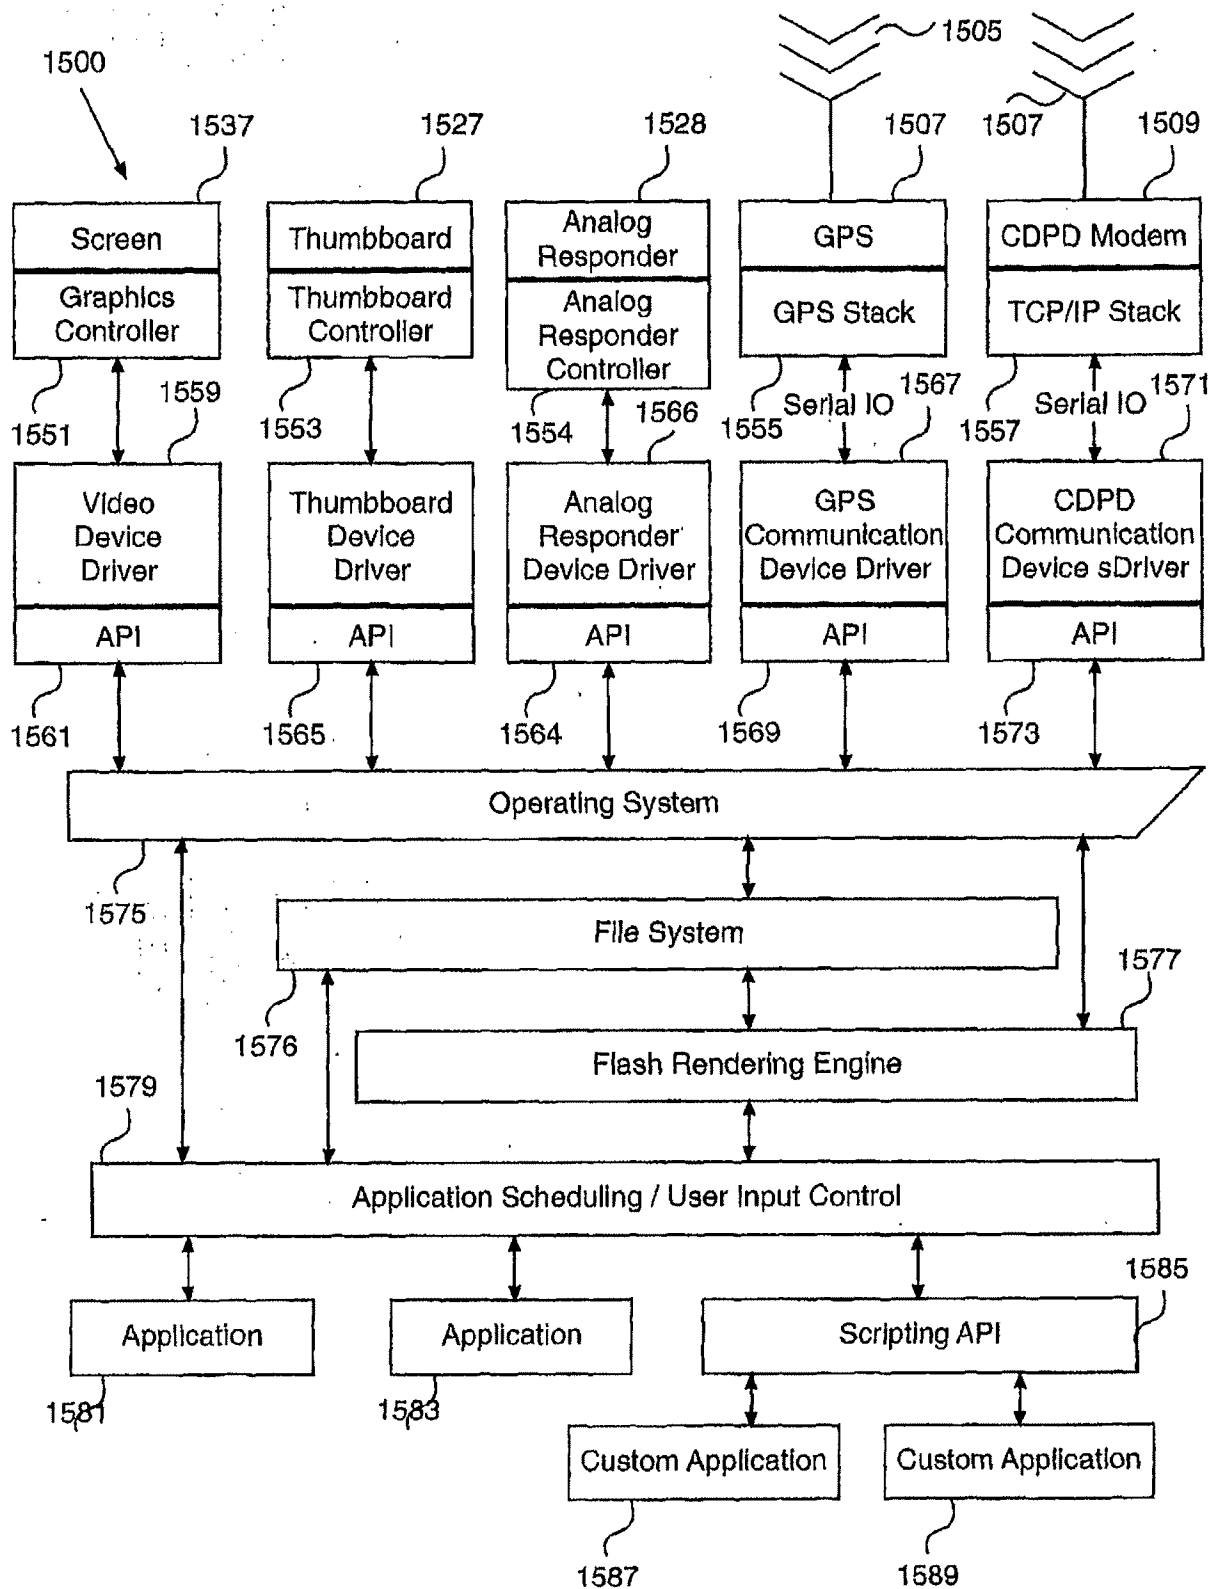 1500
1505
1507
1537
1527
1528
1507
1509
Screen
Thumbboard
Analog
Responder
GPS
CDPD Modem
Graphics
Controller
Thumbboard
Controller
Analog
Responder
Controller
GPS Stack
TCP/IP Stack
1551
1559
1553
1554
1566
1555
Serial IO
1567
1557
Serial IO
1571
Video
Device
Driver
Thumbboard
Device
Driver
Analog
Responder
Device Driver
GPS
Communication
Device Driver
CDPD
Communication
Device sDriver
API
API
API
API
API
1561
1565
1564
1569
1573
Operating System
1575
File System
1576
1577
Flash Rendering Engine
1579
Application Scheduling / User Input Control
1585
Application
Application
Scripting API
1581
1583
Custom Application
Custom Application
1587
1589